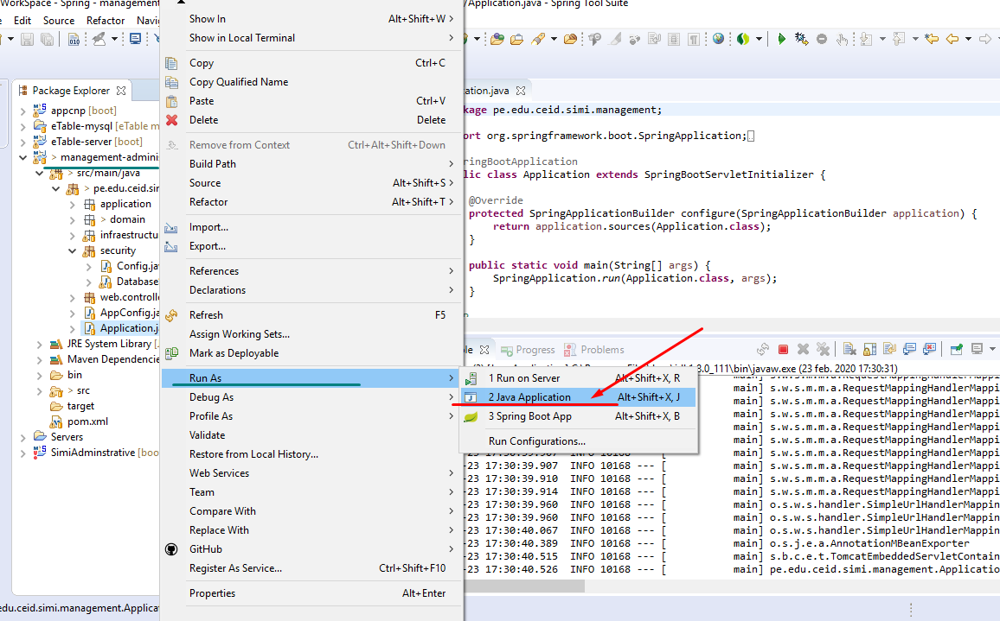 WorkSpace - Spring - management
/Application.java - Spring Tool Suite
Edit Source Refactor Navi
Package Explorer
appcnp [boot]
eTable-mysql [eTable m
eTable-server [boot]
> management-adminis
> src/main/java
> pe.edu.ceid.sim
application
> domain
infraestructu
security
Config.jav
Database
web.controlle
AppConfig.ja
Application.j
JRE System Library [
Maven Dependencie
bin
> src
target
pom.xml
Servers
SimiAdminstrative [boo
edu.ceid.simi.management.Applicat
Show In Alt+Shift+W >
Show in Local Terminal >
Copy Ctrl+C
Copy Qualified Name
Paste Ctrl+V
Delete Delete
Remove from Context Ctrl+Alt+Shift+Down
Build Path >
Source Alt+Shift+S >
Refactor Alt+Shift+T >
Import...
Export...
References >
Declarations >
Refresh F5
Assign Working Sets...
Mark as Deployable
Run As >
Debug As >
Profile As >
Validate
Restore from Local History...
Web Services >
Team >
Compare With >
Replace With >
GitHub >
Register As Service... Ctrl+Shift+F10
Properties Alt+Enter
1 Run on Server Alt+Shift+X, R
2 Java Application Alt+Shift+X, J
3 Spring Boot App Alt+Shift+X, B
Run Configurations...
ation.java
kage pe.edu.ceid.simi.management;
ort org.springframework.boot.SpringApplication;
ringBootApplication
lic class Application extends SpringBootServletInitializer {
@Override
protected SpringApplicationBuilder configure(SpringApplicationBuilder application) {
return application.sources(Application.class);
}
public static void main(String[] args) {
SpringApplication.run(Application.class, args);
}
ole Progress Problems
8.0_111\bin\javaw.exe (23 feb. 2020 17:30:31)
main] s.w.s.m.m.a.RequestMappingHandlerMappi
main] s.w.s.m.m.a.RequestMappingHandlerMappi
main] s.w.s.m.m.a.RequestMappingHandlerMappi
main] s.w.s.m.m.a.RequestMappingHandlerMappi
main] s.w.s.m.m.a.RequestMappingHandlerMappi
main] s.w.s.m.m.a.RequestMappingHandlerMappi
-23 17:30:39.907 INFO 10168 --- [ main] s.w.s.m.m.a.RequestMappingHandlerMappi
-23 17:30:39.907 INFO 10168 --- [ main] s.w.s.m.m.a.RequestMappingHandlerMappi
-23 17:30:39.910 INFO 10168 --- [ main] s.w.s.m.m.a.RequestMappingHandlerMappi
-23 17:30:39.914 INFO 10168 --- [ main] s.w.s.m.m.a.RequestMappingHandlerMappi
-23 17:30:39.960 INFO 10168 --- [ main] o.s.w.s.handler.SimpleUrlHandlerMappin
-23 17:30:39.960 INFO 10168 --- [ main] o.s.w.s.handler.SimpleUrlHandlerMappin
-23 17:30:40.067 INFO 10168 --- [ main] o.s.w.s.handler.SimpleUrlHandlerMappin
-23 17:30:40.389 INFO 10168 --- [ main] o.s.j.e.a.AnnotationMBeanExporter
-23 17:30:40.515 INFO 10168 --- [ main] s.b.c.e.t.TomcatEmbeddedServletContain
-23 17:30:40.526 INFO 10168 --- [ main] pe.edu.ceid.simi.management.Applicatio